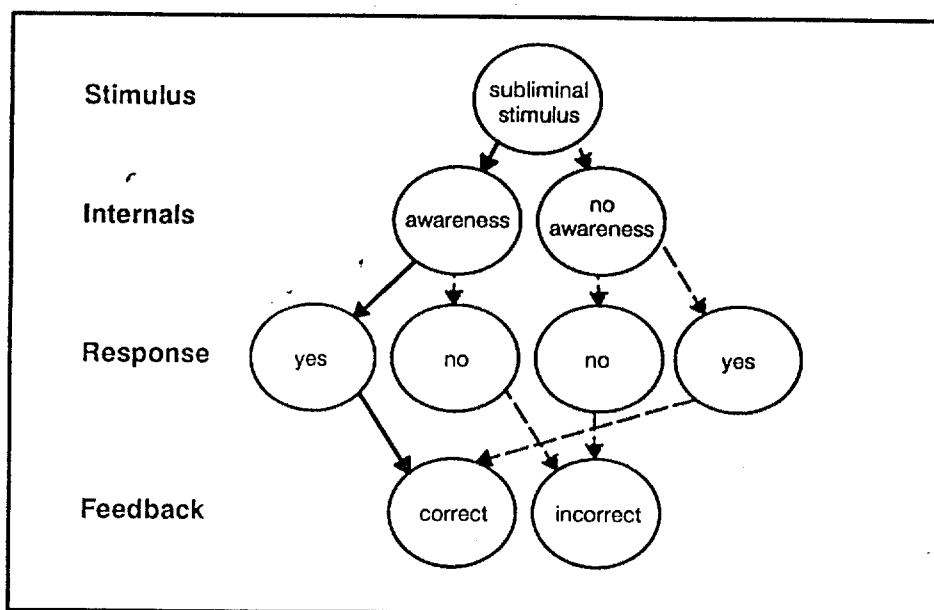 Stimulus
subliminal
stimulus
Internals
awareness
no
awareness
Response
yes
no
no
yes
Feedback
correct
incorrect